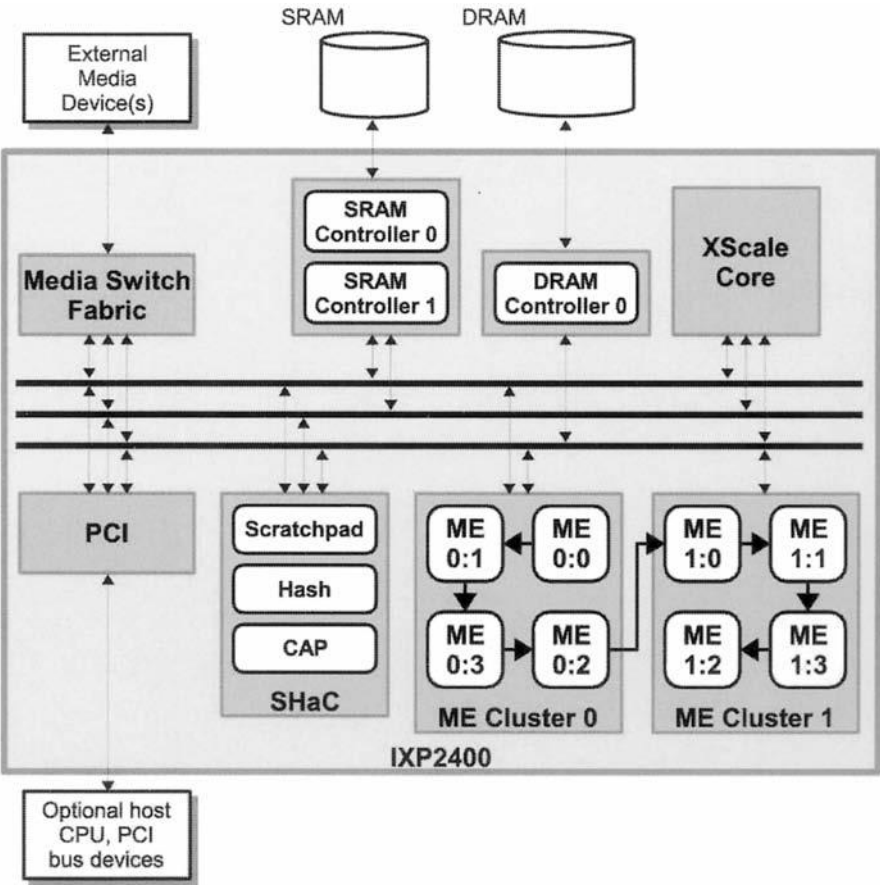 SRAM
DRAM
External
Media
Device(s)
SRAM
Controller 0
SRAM
Controller 1
DRAM
Controller 0
XScale
Core
Media Switch
Fabric
PCI
Scratchpad
Hash
CAP
SHaC
ME
0:1
ME
0:0
ME
0:3
ME
0:2
ME Cluster 0
ME
1:0
ME
1:1
ME
1:2
ME
1:3
ME Cluster 1
IXP2400
Optional host
CPU, PCI
bus devices